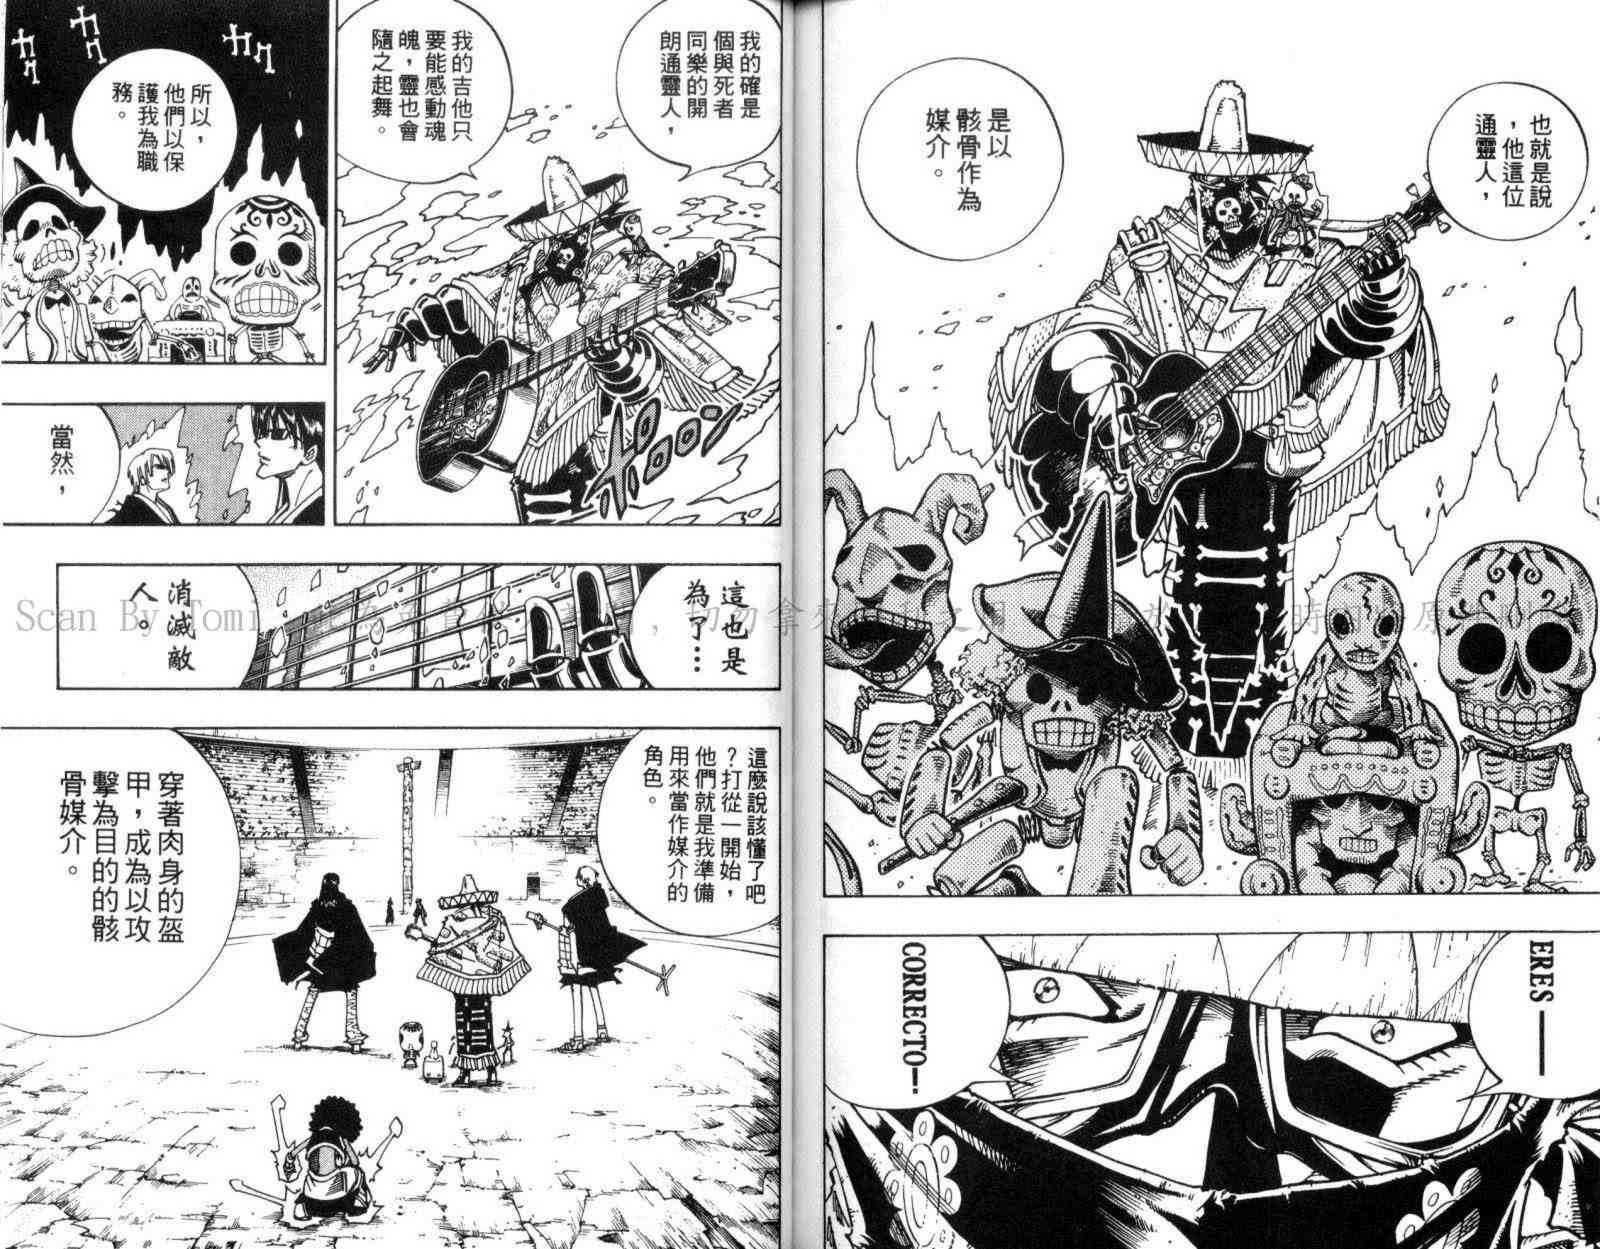 也就是說
，他這位
通靈人，
是以
骸骨作為
媒介。
ERES──
CORRECTO──!
我的確是
個與死者
同樂的開
朗通靈人，
我的吉他只
要能感動魂
魄，靈也會
隨之起舞。
ポロロン
所以，
他們以保
護我為職
務。
當然，
這也是
為了…
消滅敵
人。
這麼說該懂了吧
？打從一開始，
他們就是我準備
用來當作媒介的
角色。
穿著肉身的盔
甲，成為以攻
擊為目的的骸
骨媒介。
Scan By Tomi